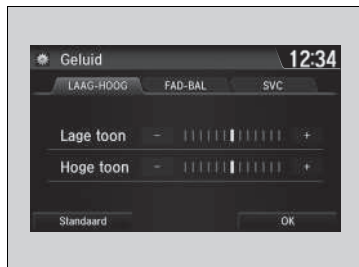 Geluid 12:34
LAAG-HOOG FAD-BAL SVC
Lage toon - +
Hoge toon - +
Standaard OK